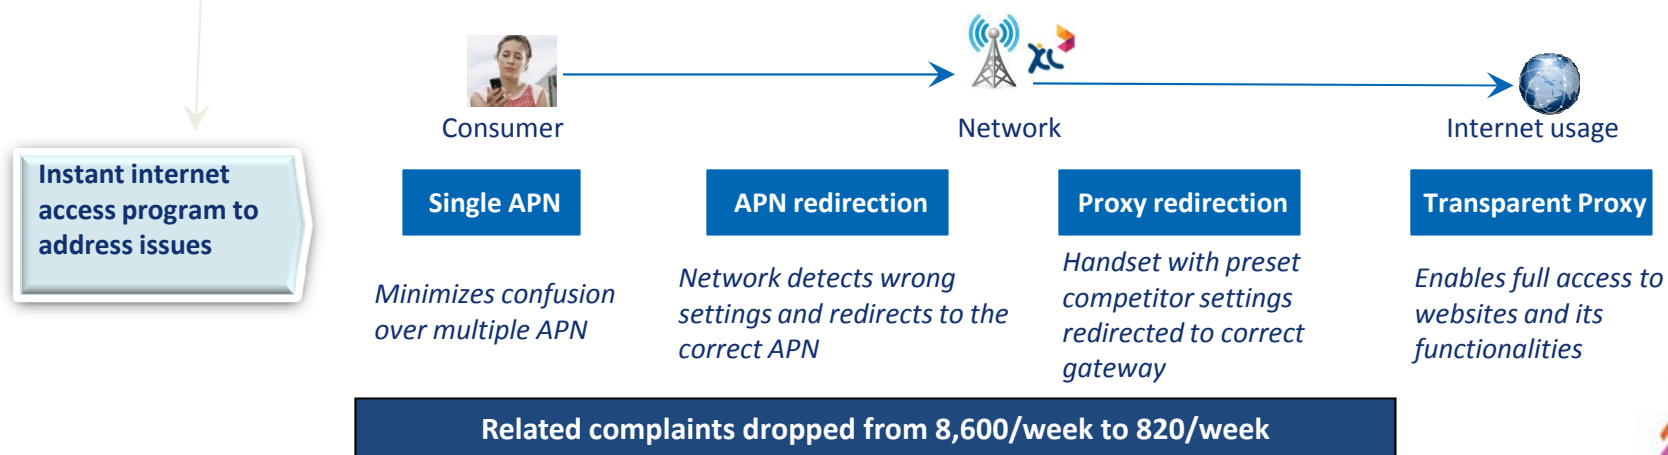 XL
Consumer
Network
Internet usage
Instant internet
access program to
address issues
Single APN
APN redirection
Proxy redirection
Transparent Proxy
Minimizes confusion
over multiple APN
Network detects wrong
settings and redirects to the
correct APN
Handset with preset
competitor settings
redirected to correct
gateway
Enables full access to
websites and its
functionalities
Related complaints dropped from 8,600/week to 820/week